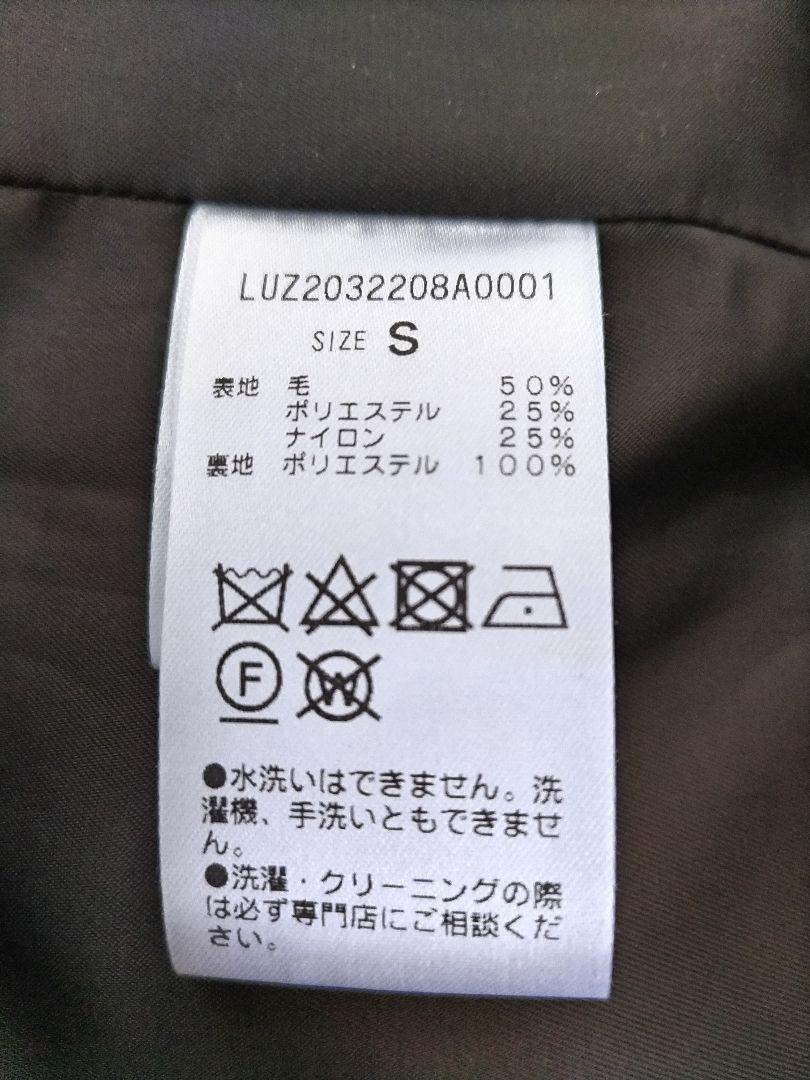 LUZ2032208A0001
SIZE S
表地 毛 50%
ポリエステル 25%
ナイロン 25%
裏地 ポリエステル 100%
F W
●水洗いはできません。洗
濯機、手洗いともできませ
ん。
●洗濯・クリーニングの際
は必ず専門店にご相談くだ
さい。